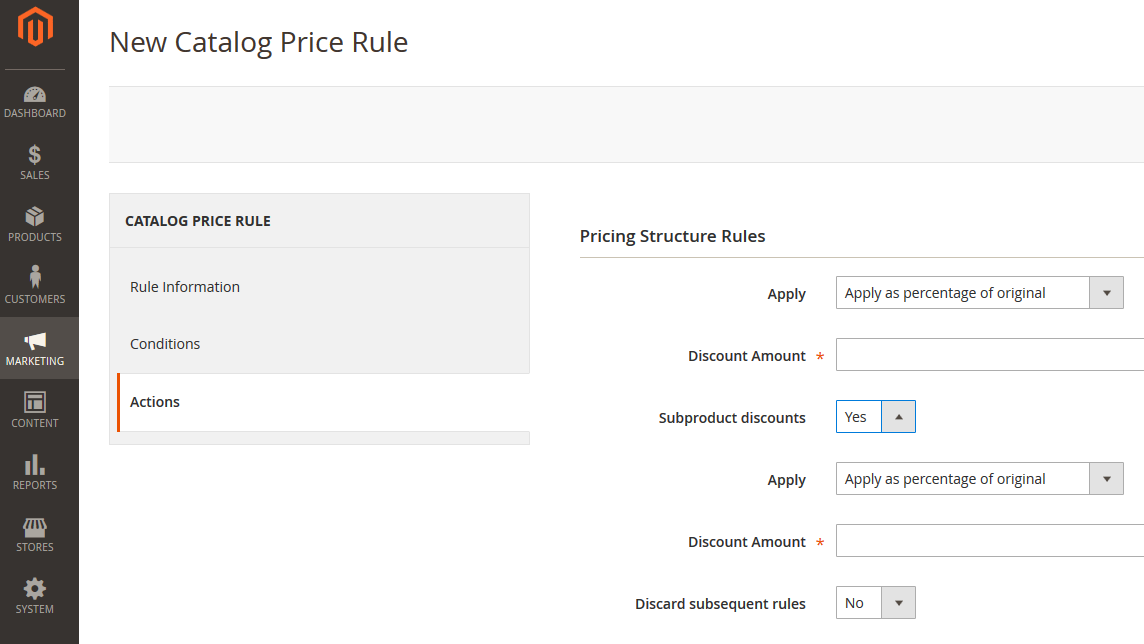 New Catalog Price Rule
DASHBOARD
$
SALES
PRODUCTS
CUSTOMERS
MARKETING
CONTENT
REPORTS
STORES
SYSTEM
CATALOG PRICE RULE
Rule Information
Conditions
Actions
Pricing Structure Rules
Apply Apply as percentage of original
Discount Amount *
Subproduct discounts Yes
Apply Apply as percentage of original
Discount Amount *
Discard subsequent rules No